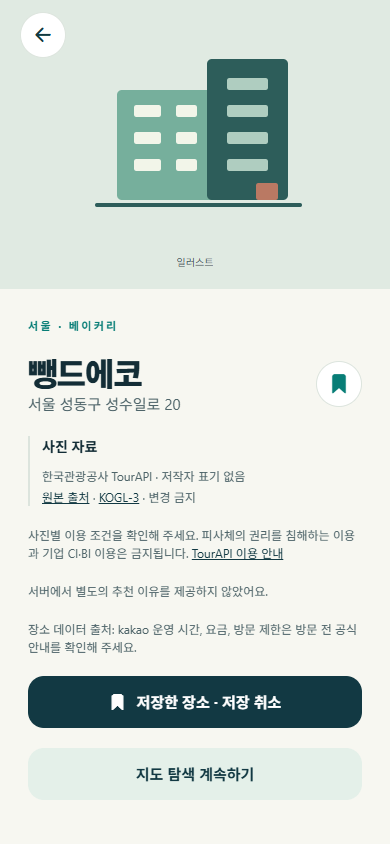 일러스트
서울 · 베이커리
뺑드에코
서울 성동구 성수일로 20
사진 자료
한국관광공사 TourAPI · 저작자 표기 없음
원본 출처 · KOGL-3 · 변경 금지
사진별 이용 조건을 확인해 주세요. 피사체의 권리를 침해하는 이용
과 기업 CI·BI 이용은 금지됩니다. TourAPI 이용 안내
서버에서 별도의 추천 이유를 제공하지 않았어요.
장소 데이터 출처: kakao 운영 시간, 요금, 방문 제한은 방문 전 공식
안내를 확인해 주세요.
저장한 장소 · 저장 취소
지도 탐색 계속하기